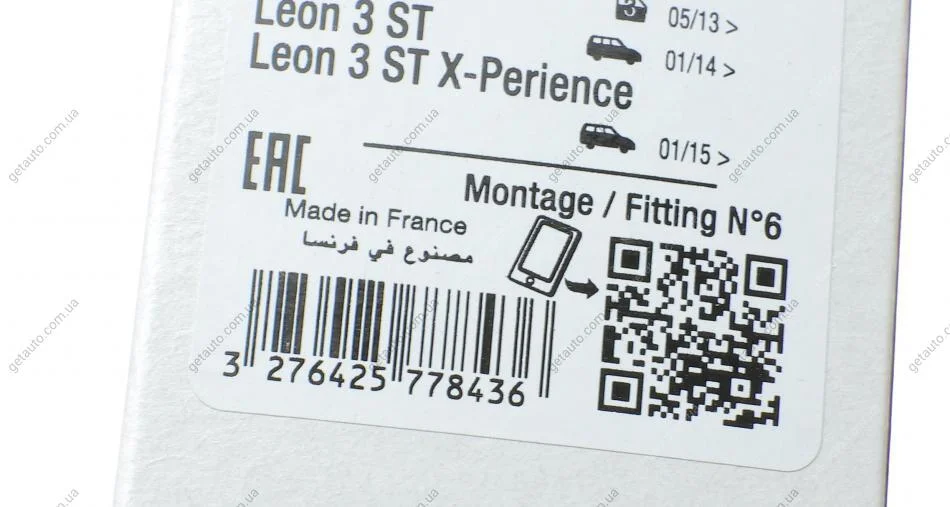 Leon 3 ST
3
05/13 >
01/14 >
Leon 3 ST X-Perience
01/15 >
EAC
Montage / Fitting N°6
Made in France
مصنوع في فرنسا
3 276425 778436
getauto.com.ua